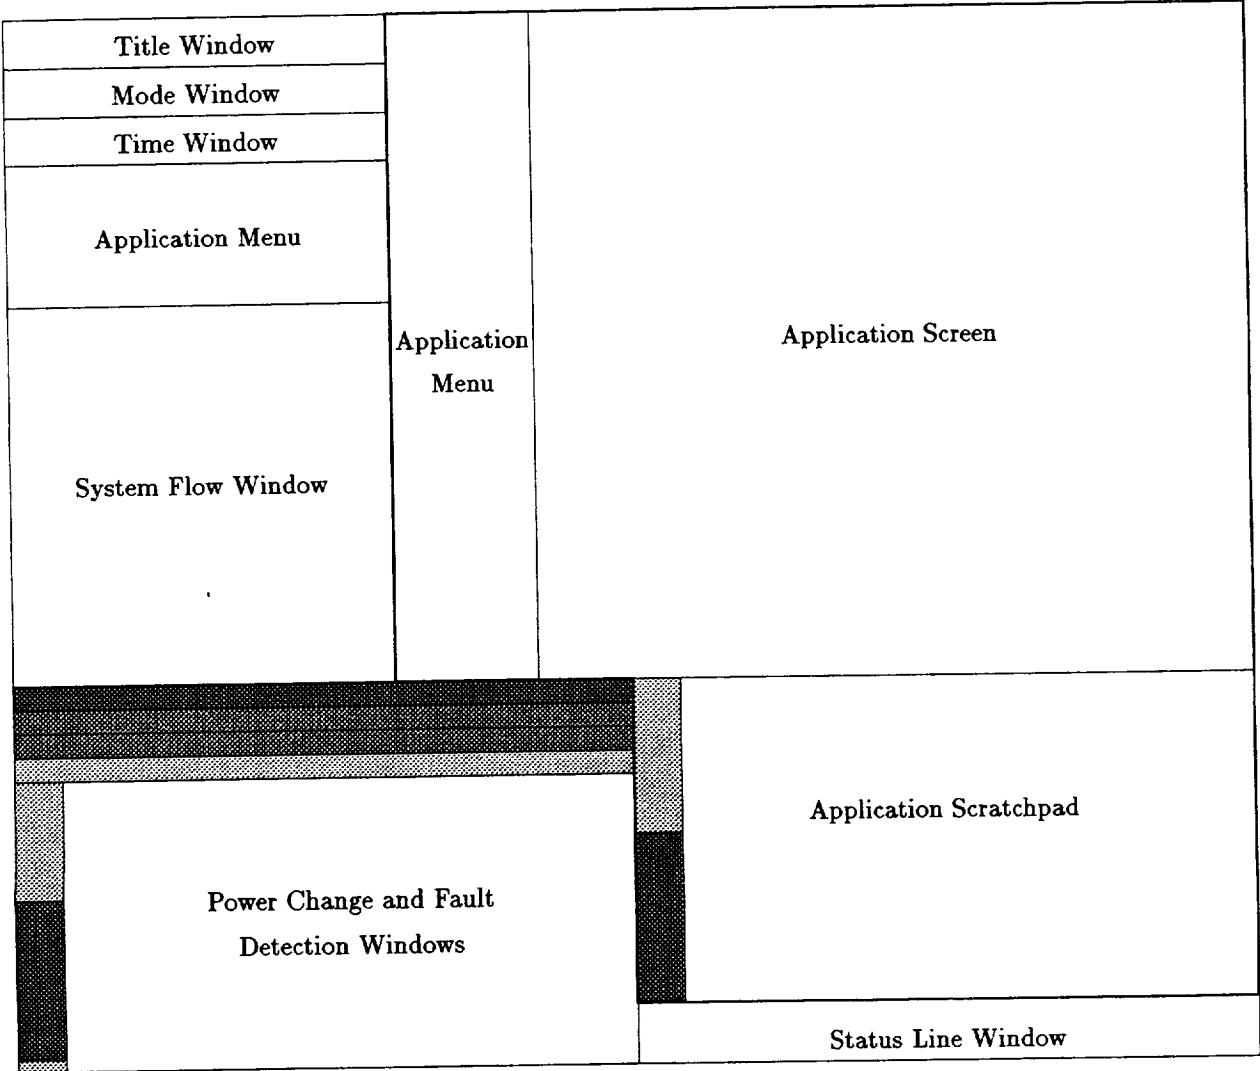 Title Window
Mode Window
Time Window
Application Menu
System Flow Window
Application
Menu
Application Screen
Power Change and Fault
Detection Windows
Application Scratchpad
Status Line Window